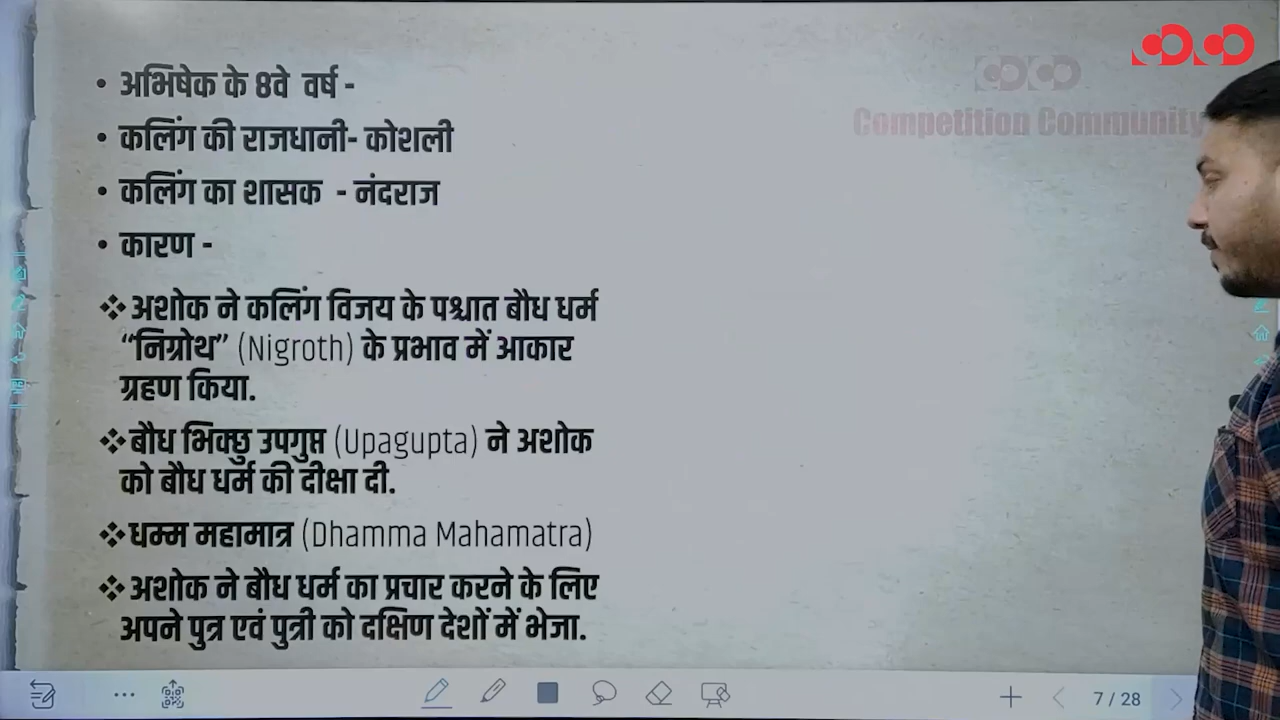 Competition Community
• अभिषेक के 8वे वर्ष -
• कलिंग की राजधानी- कोशली
• कलिंग का शासक - नंदराज
• कारण -
❖ अशोक ने कलिंग विजय के पश्चात बौध धर्म
“निग्रोथ” (Nigroth) के प्रभाव में आकार
ग्रहण किया.
❖ बौध भिक्छु उपगुप्त (Upagupta) ने अशोक
को बौध धर्म की दीक्षा दी.
❖ धम्म महामात्र (Dhamma Mahamatra)
❖ अशोक ने बौध धर्म का प्रचार करने के लिए
अपने पुत्र एवं पुत्री को दक्षिण देशों में भेजा.
7 / 28